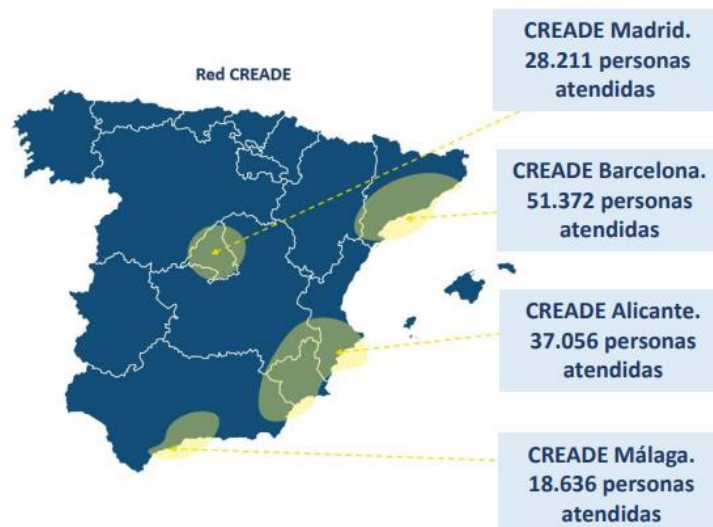 Red CREADE
CREADE Madrid.
28.211 personas
atendidas
CREADE Barcelona.
51.372 personas
atendidas
CREADE Alicante.
37.056 personas
atendidas
CREADE Málaga.
18.636 personas
atendidas